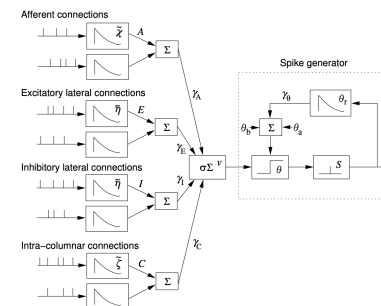 Afferent connections
χ̃ A
Σ
γA
Spike generator
Excitatory lateral connections
γθ θr
η̃ E
θb Σ θa
Σ
γE
σΣ v
θ S
Inhibitory lateral connections
γI
η̃ I
Σ
γC
Intra−columnar connections
ζ̃ C
Σ